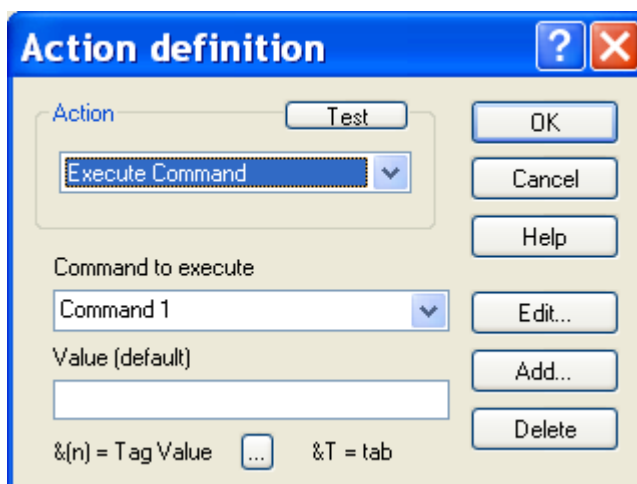 Action definition
Action
Test
OK
Execute Command
Cancel
Help
Command to execute
Command 1
Edit...
Value (default)
Add...
Delete
&(n) = Tag Value ... &T = tab